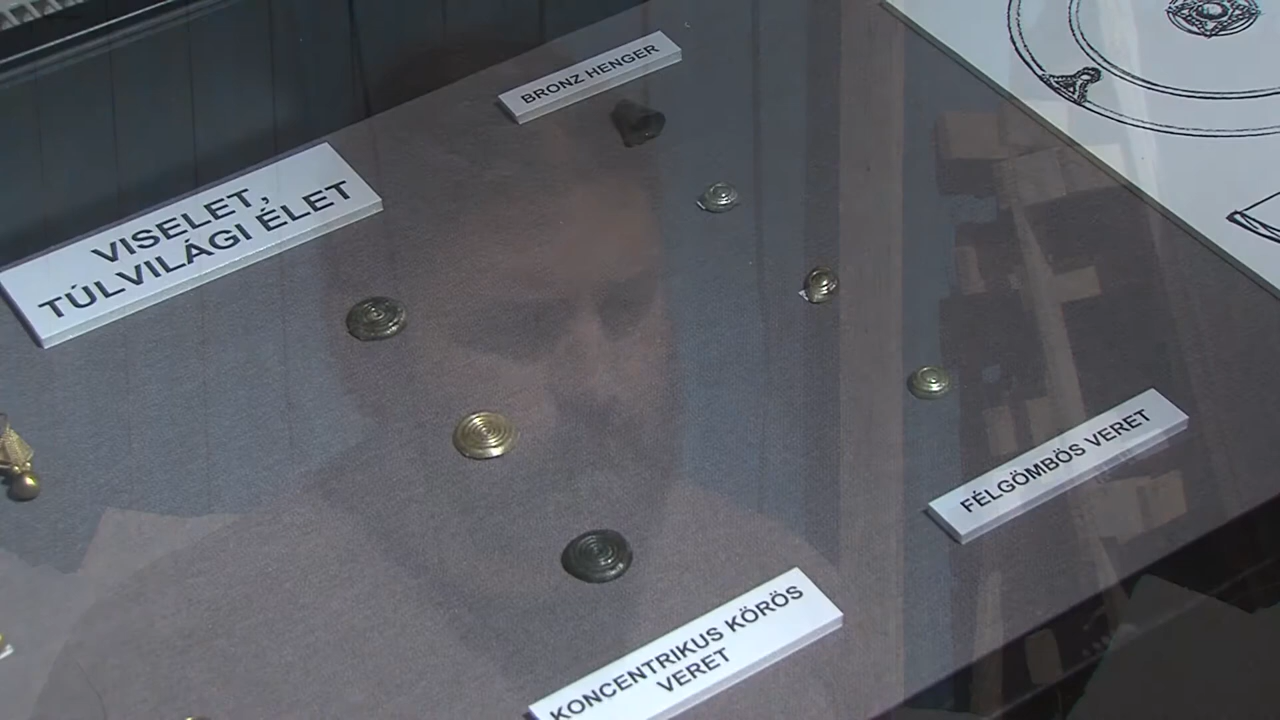 BRONZ HENGER
VISELET,
TÚLVILÁGI ÉLET
FÉLGÖMBÖS VERET
KONCENTRIKUS KÖRÖS
VERET